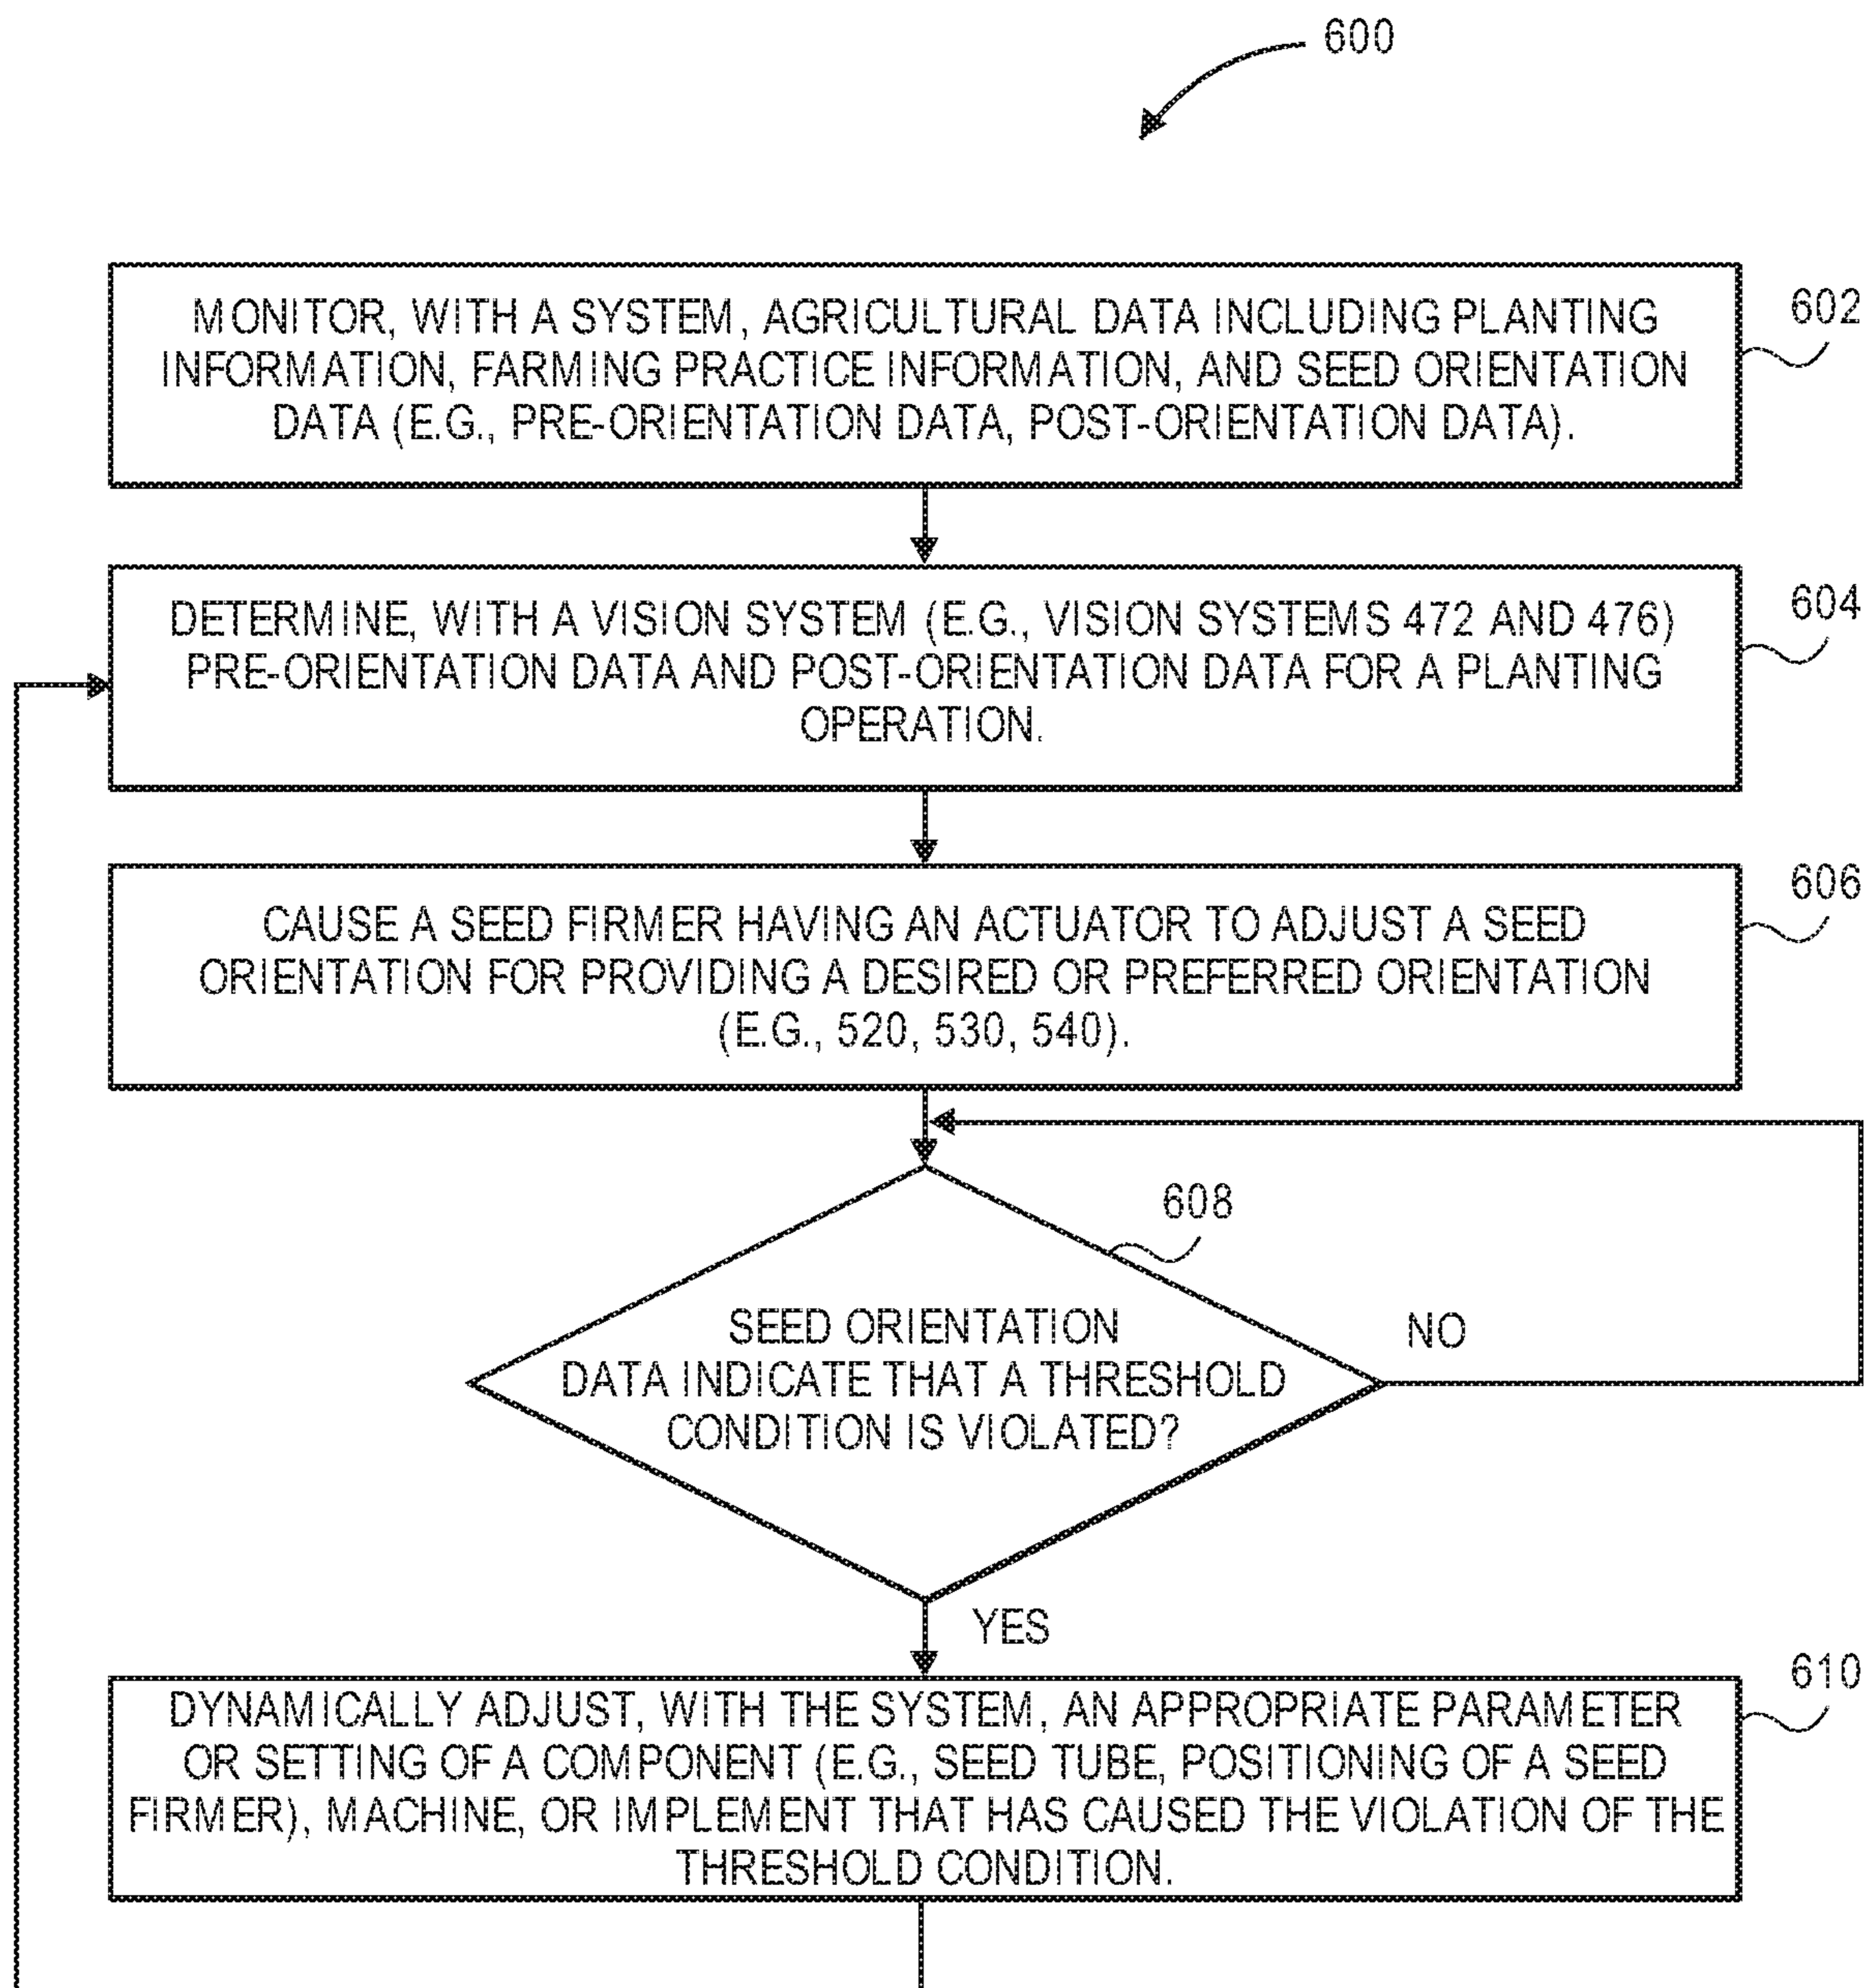 600
MONITOR, WITH A SYSTEM, AGRICULTURAL DATA INCLUDING PLANTING
INFORMATION, FARMING PRACTICE INFORMATION, AND SEED ORIENTATION
DATA (E.G., PRE-ORIENTATION DATA, POST-ORIENTATION DATA).
602
DETERMINE, WITH A VISION SYSTEM (E.G., VISION SYSTEMS 472 AND 476)
PRE-ORIENTATION DATA AND POST-ORIENTATION DATA FOR A PLANTING
OPERATION.
604
CAUSE A SEED FIRMER HAVING AN ACTUATOR TO ADJUST A SEED
ORIENTATION FOR PROVIDING A DESIRED OR PREFERRED ORIENTATION
(E.G., 520, 530, 540).
606
608
SEED ORIENTATION
DATA INDICATE THAT A THRESHOLD
CONDITION IS VIOLATED?
NO
YES
DYNAMICALLY ADJUST, WITH THE SYSTEM, AN APPROPRIATE PARAMETER
OR SETTING OF A COMPONENT (E.G., SEED TUBE, POSITIONING OF A SEED
FIRMER), MACHINE, OR IMPLEMENT THAT HAS CAUSED THE VIOLATION OF THE
THRESHOLD CONDITION.
610